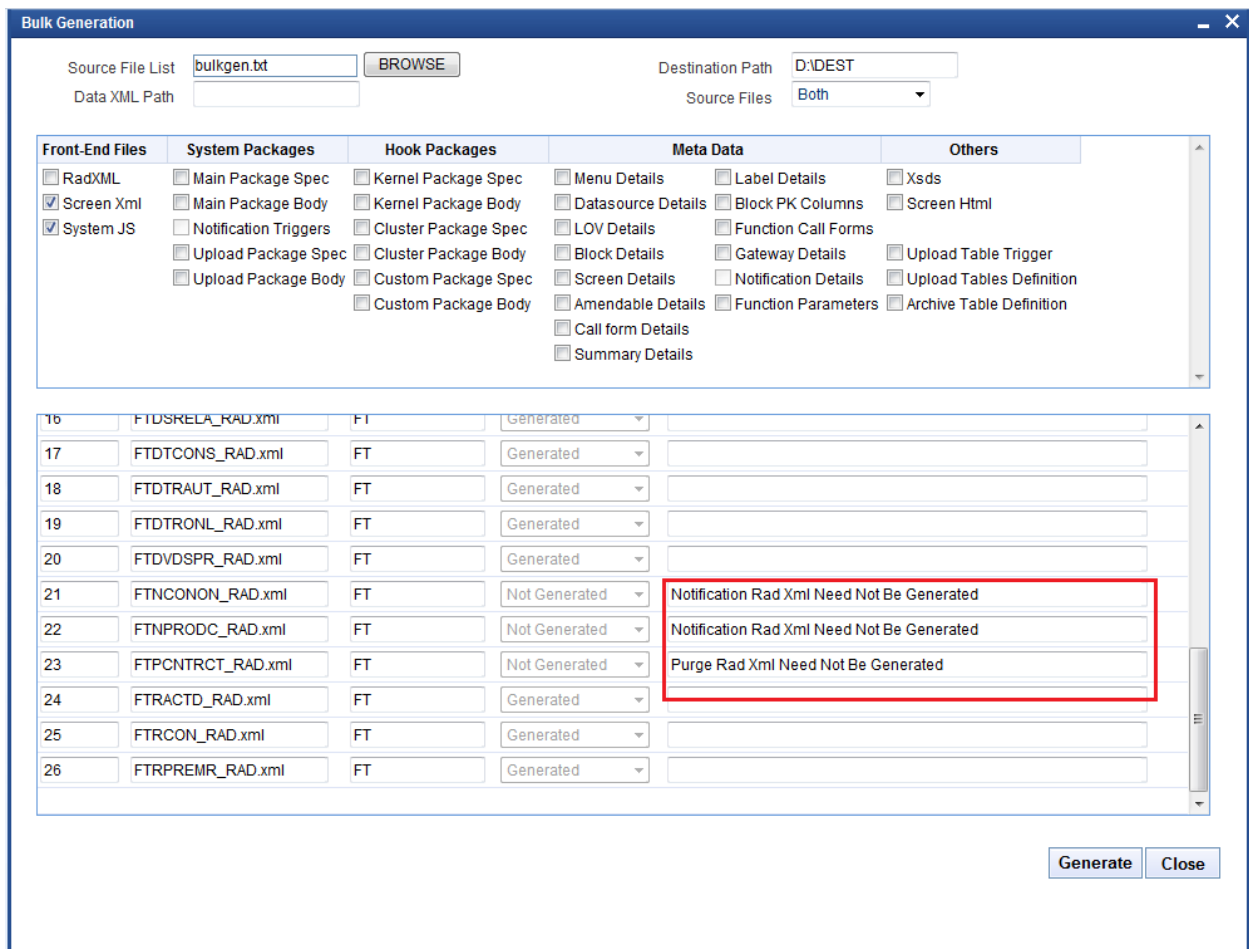 Bulk Generation
Source File List bulkgen.txt BROWSE Destination Path D:\DEST
Data XML Path Source Files Both
Front-End Files System Packages Hook Packages Meta Data Others
RadXML Main Package Spec Kernel Package Spec Menu Details Label Details Xsds
Screen Xml Main Package Body Kernel Package Body Datasource Details Block PK Columns Screen Html
System JS Notification Triggers Cluster Package Spec LOV Details Function Call Forms
Upload Package Spec Cluster Package Body Block Details Gateway Details Upload Table Trigger
Upload Package Body Custom Package Spec Screen Details Notification Details Upload Tables Definition
Custom Package Body Amendable Details Function Parameters Archive Table Definition
Call form Details
Summary Details
16 FTDSRELA_RAD.xml FT Generated
17 FTDTCONS_RAD.xml FT Generated
18 FTDTRAUT_RAD.xml FT Generated
19 FTDTRONL_RAD.xml FT Generated
20 FTDVDSPR_RAD.xml FT Generated
21 FTNCONON_RAD.xml FT Not Generated Notification Rad Xml Need Not Be Generated
22 FTNPRODC_RAD.xml FT Not Generated Notification Rad Xml Need Not Be Generated
23 FTPCNTRCT_RAD.xml FT Not Generated Purge Rad Xml Need Not Be Generated
24 FTRACTD_RAD.xml FT Generated
25 FTRCON_RAD.xml FT Generated
26 FTRPREMR_RAD.xml FT Generated
Generate Close